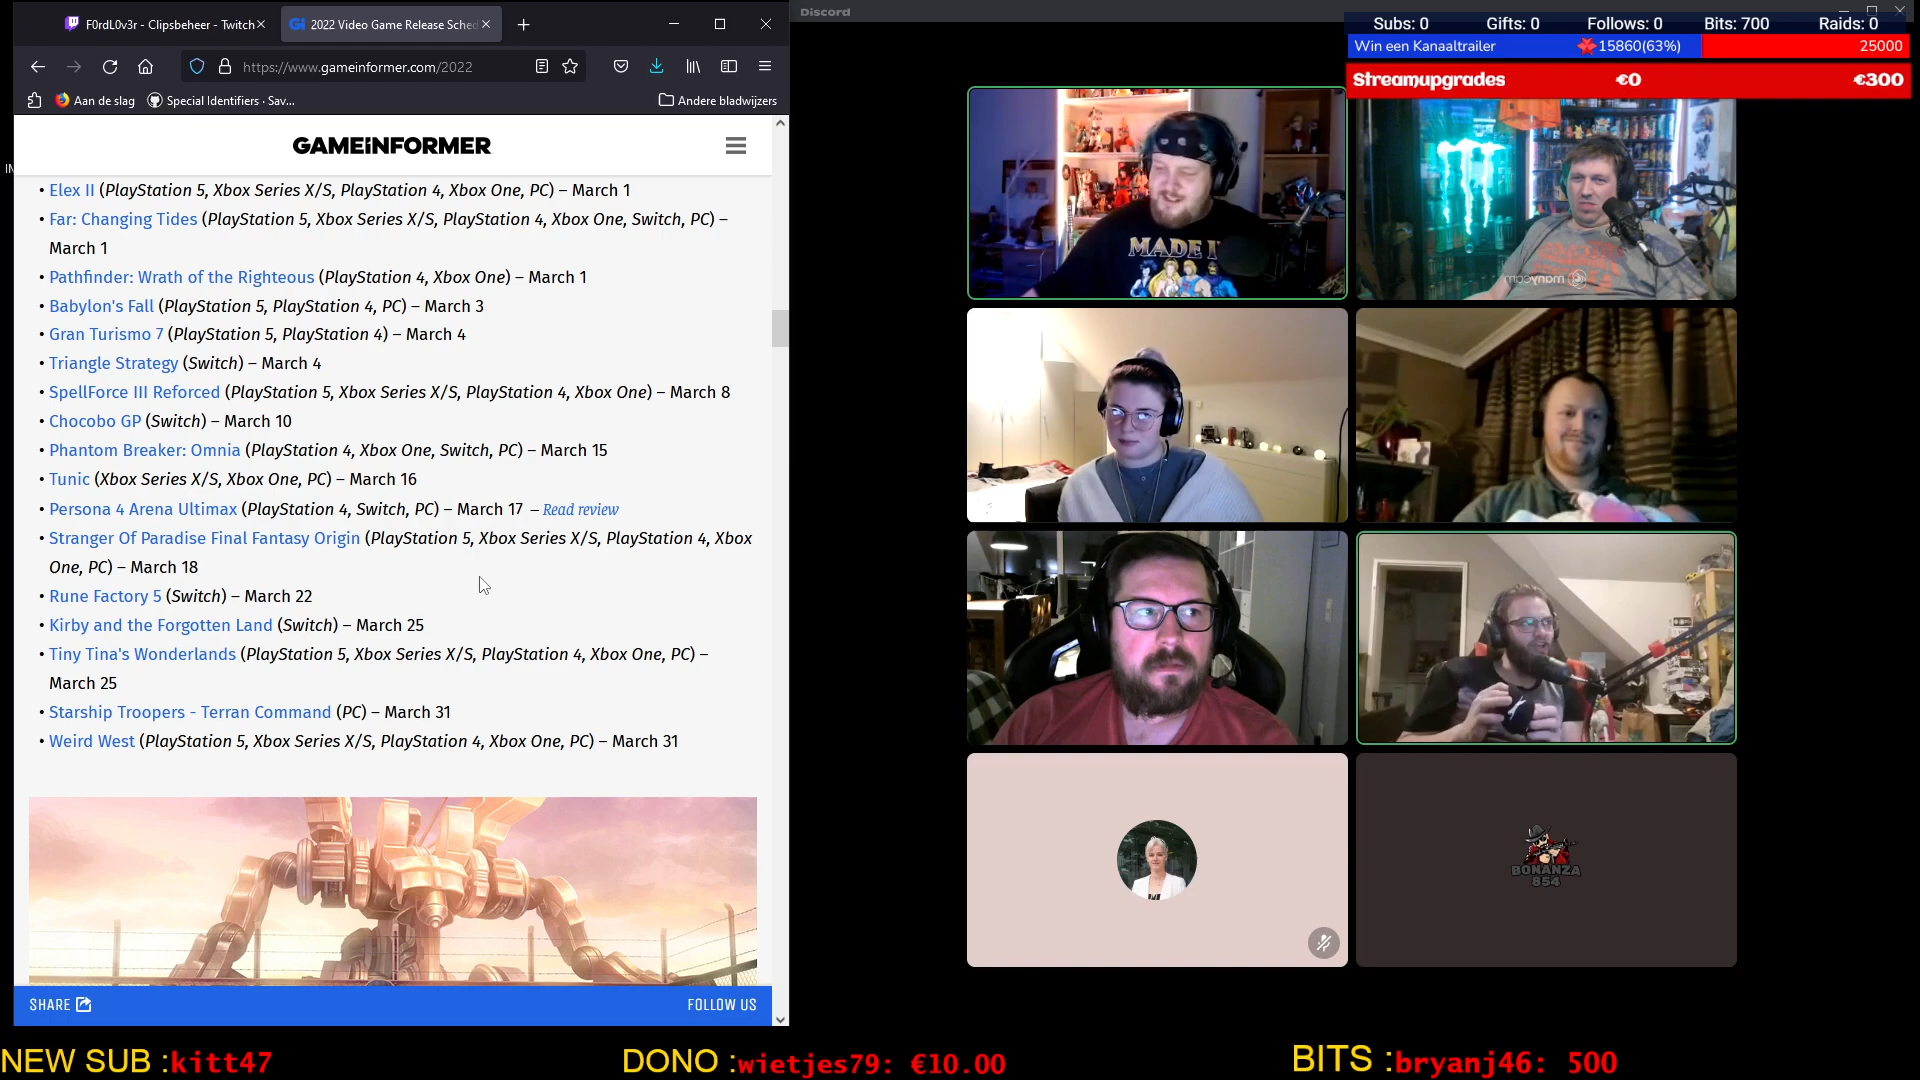 F0rdL0v3r - Clipsbeheer - Twitch
2022 Video Game Release Sched
https://www.gameinformer.com/2022
Aan de slag
Special Identifiers · Sav...
Andere bladwijzers
GAMEINFORMER
• Elex II (PlayStation 5, Xbox Series X/S, PlayStation 4, Xbox One, PC) – March 1
• Far: Changing Tides (PlayStation 5, Xbox Series X/S, PlayStation 4, Xbox One, Switch, PC) –
March 1
• Pathfinder: Wrath of the Righteous (PlayStation 4, Xbox One) – March 1
• Babylon's Fall (PlayStation 5, PlayStation 4, PC) – March 3
• Gran Turismo 7 (PlayStation 5, PlayStation 4) – March 4
• Triangle Strategy (Switch) – March 4
• SpellForce III Reforced (PlayStation 5, Xbox Series X/S, PlayStation 4, Xbox One) – March 8
• Chocobo GP (Switch) – March 10
• Phantom Breaker: Omnia (PlayStation 4, Xbox One, Switch, PC) – March 15
• Tunic (Xbox Series X/S, Xbox One, PC) – March 16
• Persona 4 Arena Ultimax (PlayStation 4, Switch, PC) – March 17 – Read review
• Stranger Of Paradise Final Fantasy Origin (PlayStation 5, Xbox Series X/S, PlayStation 4, Xbox
One, PC) – March 18
• Rune Factory 5 (Switch) – March 22
• Kirby and the Forgotten Land (Switch) – March 25
• Tiny Tina's Wonderlands (PlayStation 5, Xbox Series X/S, PlayStation 4, Xbox One, PC) –
March 25
• Starship Troopers - Terran Command (PC) – March 31
• Weird West (PlayStation 5, Xbox Series X/S, PlayStation 4, Xbox One, PC) – March 31
SHARE
FOLLOW US
Discord
Subs: 0 Gifts: 0 Follows: 0 Bits: 700 Raids: 0
Win een Kanaaltrailer 15860(63%) 25000
Streamupgrades €0 €300
MADE I
manycam
BONANZA
854
NEW SUB :kitt47
DONO :wietjes79: €10.00
BITS :bryanj46: 500